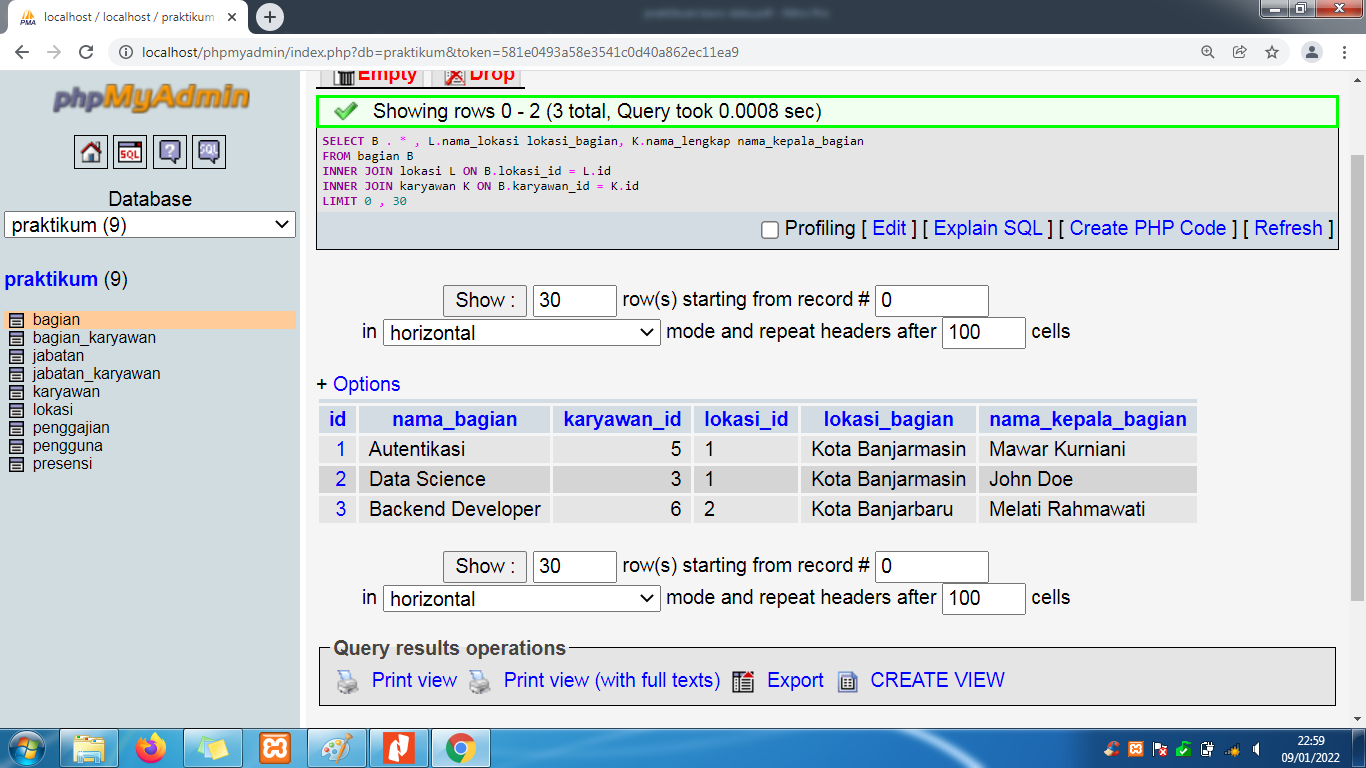 praktikum basis data.pdf - Nitro Pro
localhost / localhost / praktikum
localhost/phpmyadmin/index.php?db=praktikum&token=581e0493a58e3541c0d40a862ec11ea9
phpMyAdmin
SQL
SQL
Database
praktikum (9)
praktikum (9)
bagian
bagian_karyawan
jabatan
jabatan_karyawan
karyawan
lokasi
penggajian
pengguna
presensi
Empty Drop
Showing rows 0 - 2 (3 total, Query took 0.0008 sec)
SELECT B . * , L.nama_lokasi lokasi_bagian, K.nama_lengkap nama_kepala_bagian
FROM bagian B
INNER JOIN lokasi L ON B.lokasi_id = L.id
INNER JOIN karyawan K ON B.karyawan_id = K.id
LIMIT 0 , 30
Profiling [ Edit ] [ Explain SQL ] [ Create PHP Code ] [ Refresh ]
Show : 30 row(s) starting from record # 0
in horizontal mode and repeat headers after 100 cells
+ Options
id nama_bagian karyawan_id lokasi_id lokasi_bagian nama_kepala_bagian
1 Autentikasi 5 1 Kota Banjarmasin Mawar Kurniani
2 Data Science 3 1 Kota Banjarmasin John Doe
3 Backend Developer 6 2 Kota Banjarbaru Melati Rahmawati
Show : 30 row(s) starting from record # 0
in horizontal mode and repeat headers after 100 cells
Query results operations
Print view Print view (with full texts) Export CREATE VIEW
22:59
09/01/2022